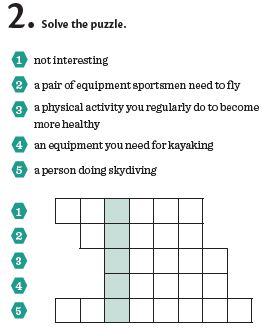 2. Solve the puzzle.
1 not interesting
2 a pair of equipment sportsmen need to fly
3 a physical activity you regularly do to become
more healthy
4 an equipment you need for kayaking
5 a person doing skydiving
1
2
3
4
5